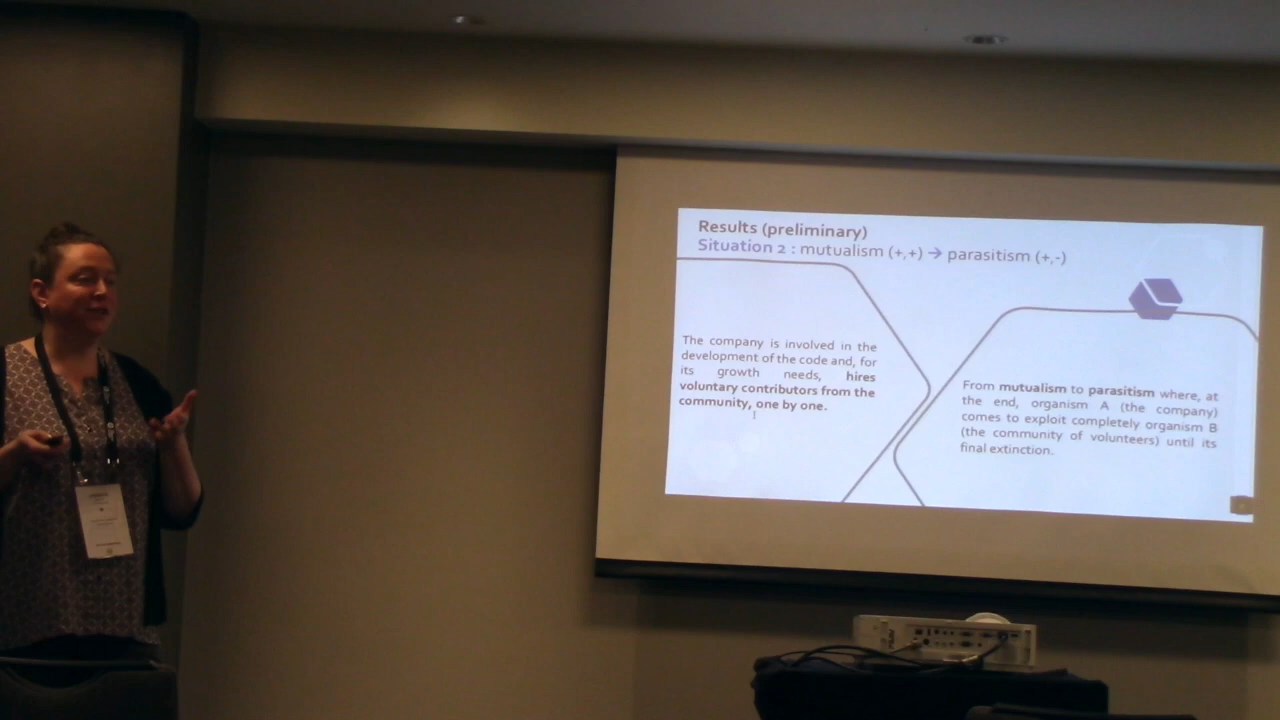 Results (preliminary)
Situation 2 : mutualism (+,+) → parasitism (+,-)
The company is involved in the
development of the code and, for
its growth needs, hires
voluntary contributors from the
community, one by one.
From mutualism to parasitism where, at
the end, organism A (the company)
comes to exploit completely organism B
(the community of volunteers) until its
final extinction.